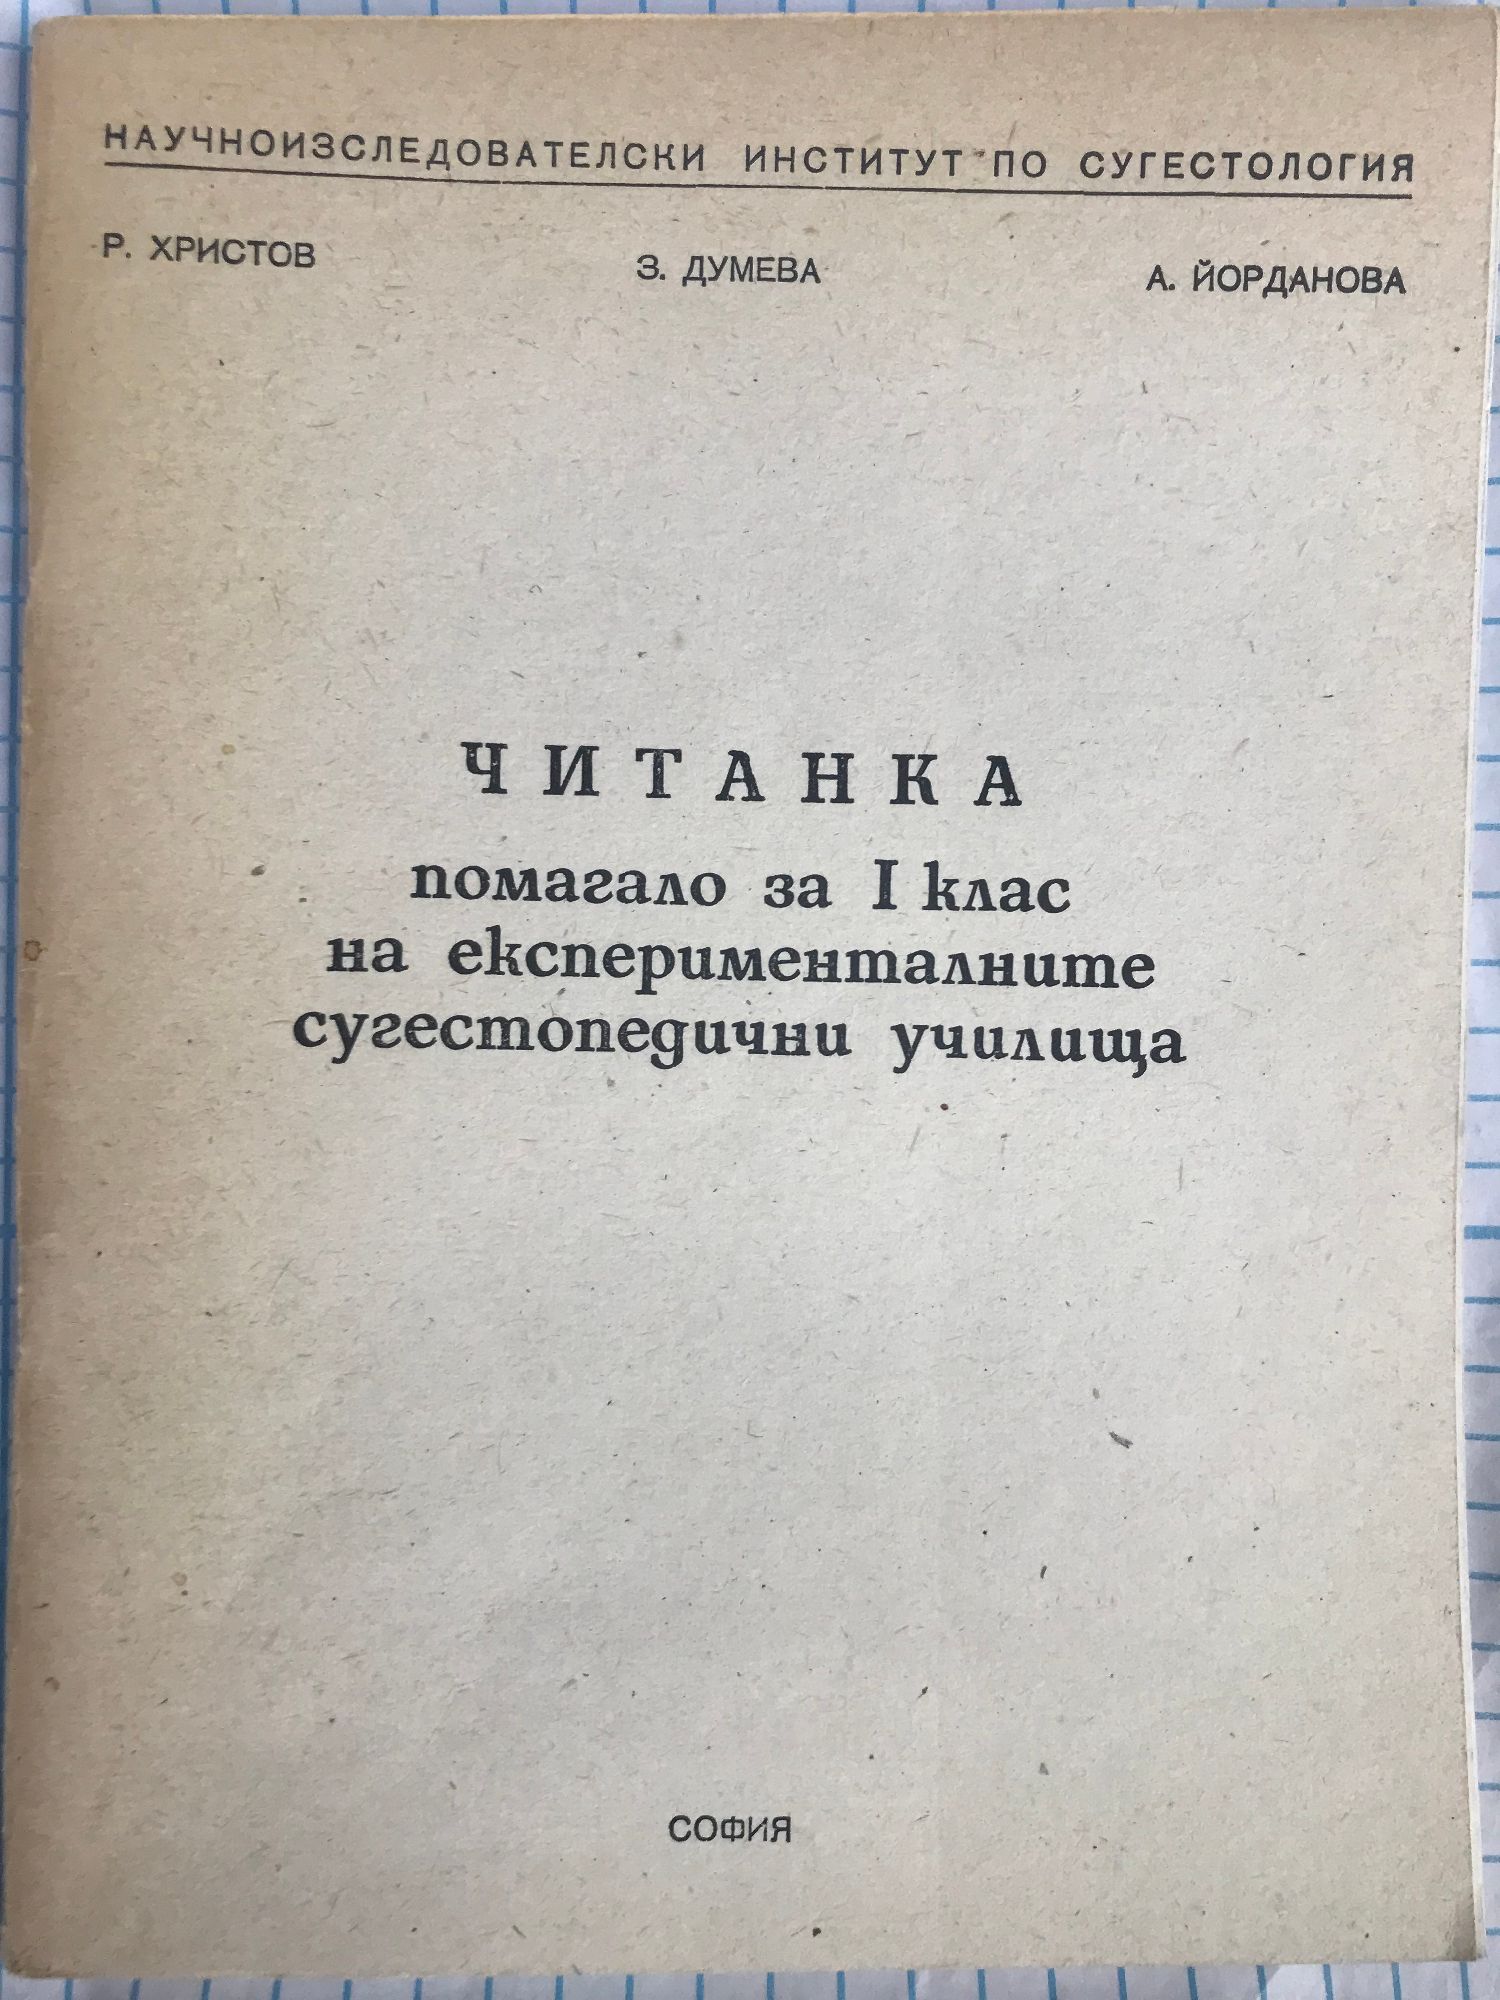 НАУЧНОИЗСЛЕДОВАТЕЛСКИ ИНСТИТУТ ПО СУГЕСТОЛОГИЯ
Р. ХРИСТОВ З. ДУМЕВА А. ЙОРДАНОВА
ЧИТАНКА
помагало за I клас
на експерименталните
сугестопедични училища
СОФИЯ